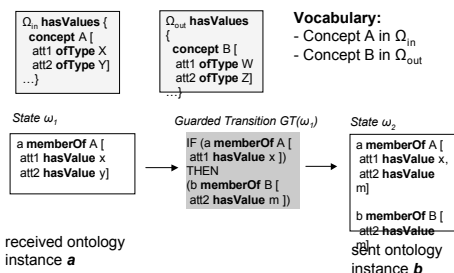 Ωin hasValues {
concept A [
att1 ofType X
att2 ofType Y]
…}
Ωout hasValues
{
concept B [
att1 ofType W
att2 ofType Z]
…}
Vocabulary:
- Concept A in Ωin
- Concept B in Ωout
State ω1
a memberOf A [
att1 hasValue x
att2 hasValue y]
received ontology
instance a
Guarded Transition GT(ω1)
IF (a memberOf A [
att1 hasValue x ])
THEN
(b memberOf B [
att2 hasValue m ])
State ω2
a memberOf A [
att1 hasValue x,
att2 hasValue
m]
b memberOf B [
att2 hasValue
m]
sent ontology
instance b